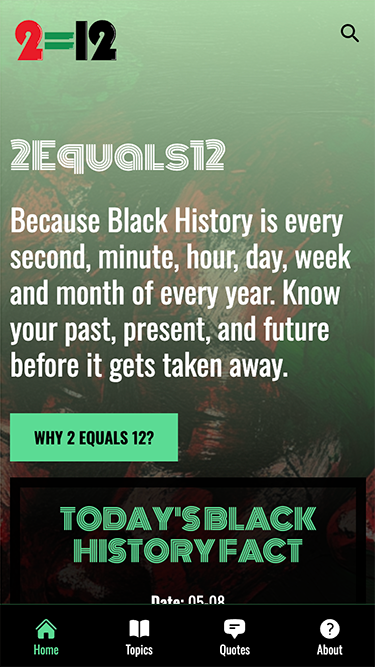 2=12
2Equals12
Because Black History is every
second, minute, hour, day, week
and month of every year. Know
your past, present, and future
before it gets taken away.
WHY 2 EQUALS 12?
TODAY'S BLACK
HISTORY FACT
Date: 05-08
Home Topics Quotes About